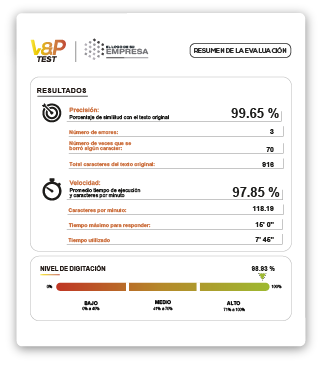 VaP
TEST
EL LOGO DE SU
EMPRESA
RESUMEN DE LA EVALUACIÓN
RESULTADOS
Precisión:
Porcentaje de similitud con el texto original
99.65 %
Número de errores:
3
Número de veces que se
borró algún caracter:
70
Total caracteres del texto original:
916
Velocidad:
Promedio tiempo de ejecución
y caracteres por minuto
97.85 %
Caracteres por minuto:
118.19
Tiempo máximo para responder:
15' 0"
Tiempo utilizado
7' 45"
NIVEL DE DIGITACIÓN
98.93 %
0%
100%
BAJO
MEDIO
ALTO
0% a 40%
41% a 70%
71% a 100%